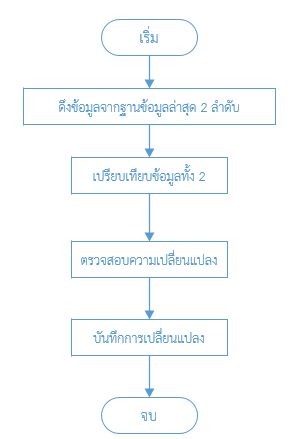 เริ่ม
ดึงข้อมูลจากฐานข้อมูลล่าสุด 2 ลำดับ
เปรียบเทียบข้อมูลทั้ง 2
ตรวจสอบความเปลี่ยนแปลง
บันทึกการเปลี่ยนแปลง
จบ